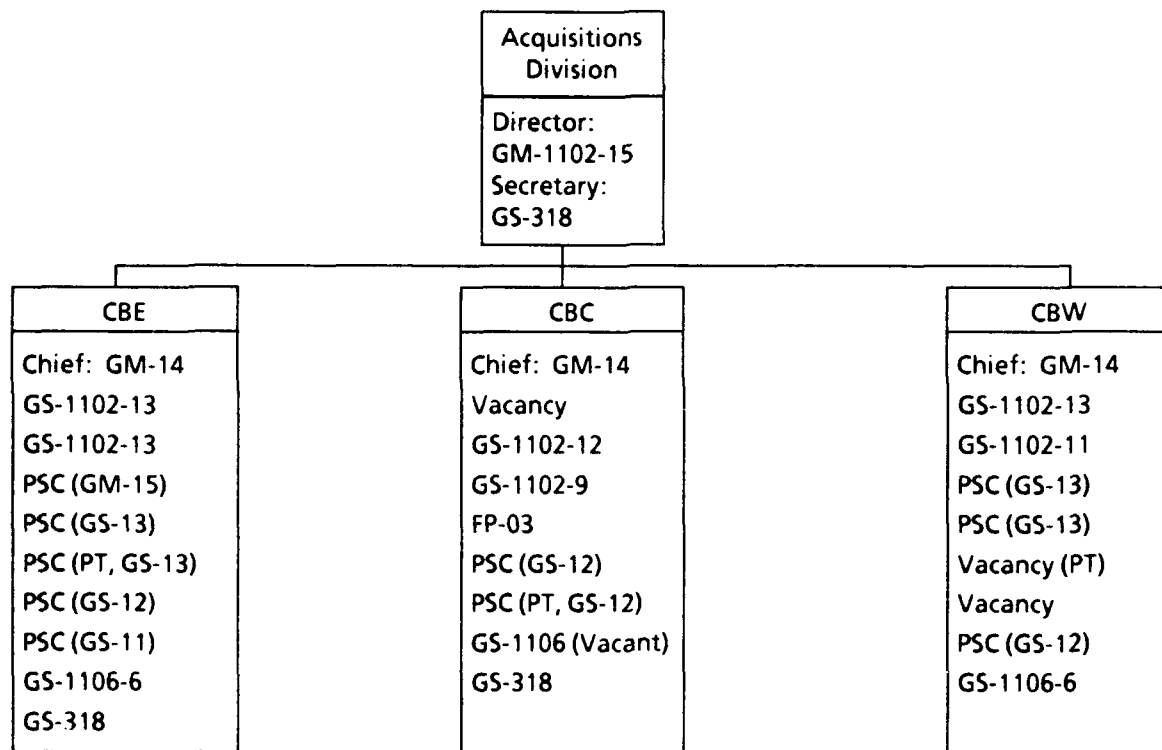 Acquisitions
Division
Director:
GM-1102-15
Secretary:
GS-318
CBE
Chief: GM-14
GS-1102-13
GS-1102-13
PSC (GM-15)
PSC (GS-13)
PSC (PT, GS-13)
PSC (GS-12)
PSC (GS-11)
GS-1106-6
GS-318
CBC
Chief: GM-14
Vacancy
GS-1102-12
GS-1102-9
FP-03
PSC (GS-12)
PSC (PT, GS-12)
GS-1106 (Vacant)
GS-318
CBW
Chief: GM-14
GS-1102-13
GS-1102-11
PSC (GS-13)
PSC (GS-13)
Vacancy (PT)
Vacancy
PSC (GS-12)
GS-1106-6